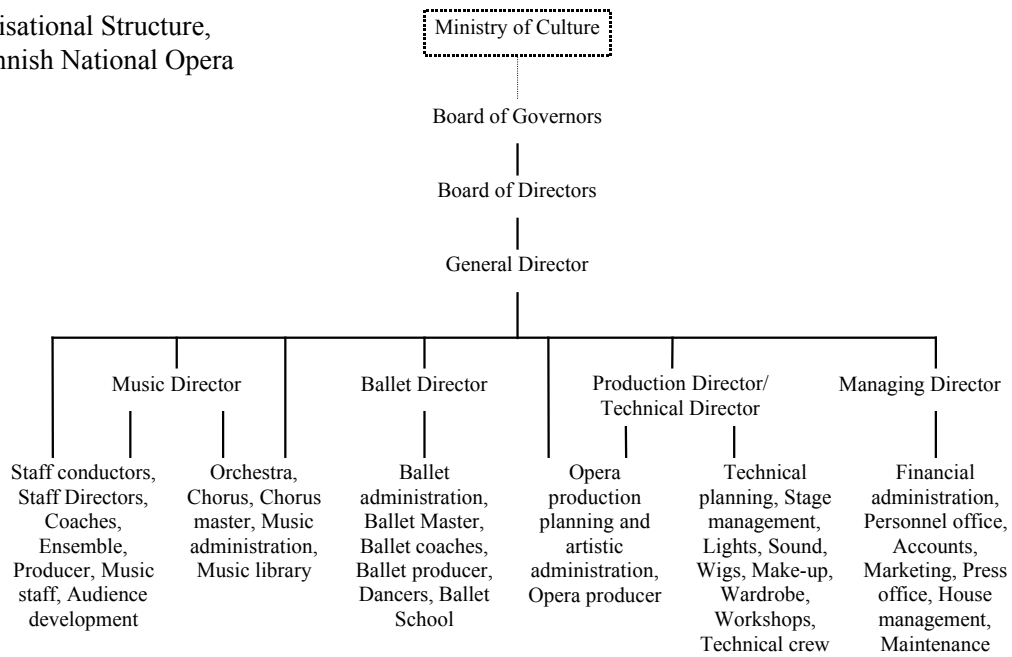 isational Structure,
nnish National Opera
Ministry of Culture
Board of Governors
Board of Directors
General Director
Music Director
Ballet Director
Production Director/
Technical Director
Managing Director
Staff conductors,
Staff Directors,
Coaches,
Ensemble,
Producer, Music
staff, Audience
development
Orchestra,
Chorus, Chorus
master, Music
administration,
Music library
Ballet
administration,
Ballet Master,
Ballet coaches,
Ballet producer,
Dancers, Ballet
School
Opera
production
planning and
artistic
administration,
Opera producer
Technical
planning, Stage
management,
Lights, Sound,
Wigs, Make-up,
Wardrobe,
Workshops,
Technical crew
Financial
administration,
Personnel office,
Accounts,
Marketing, Press
office, House
management,
Maintenance